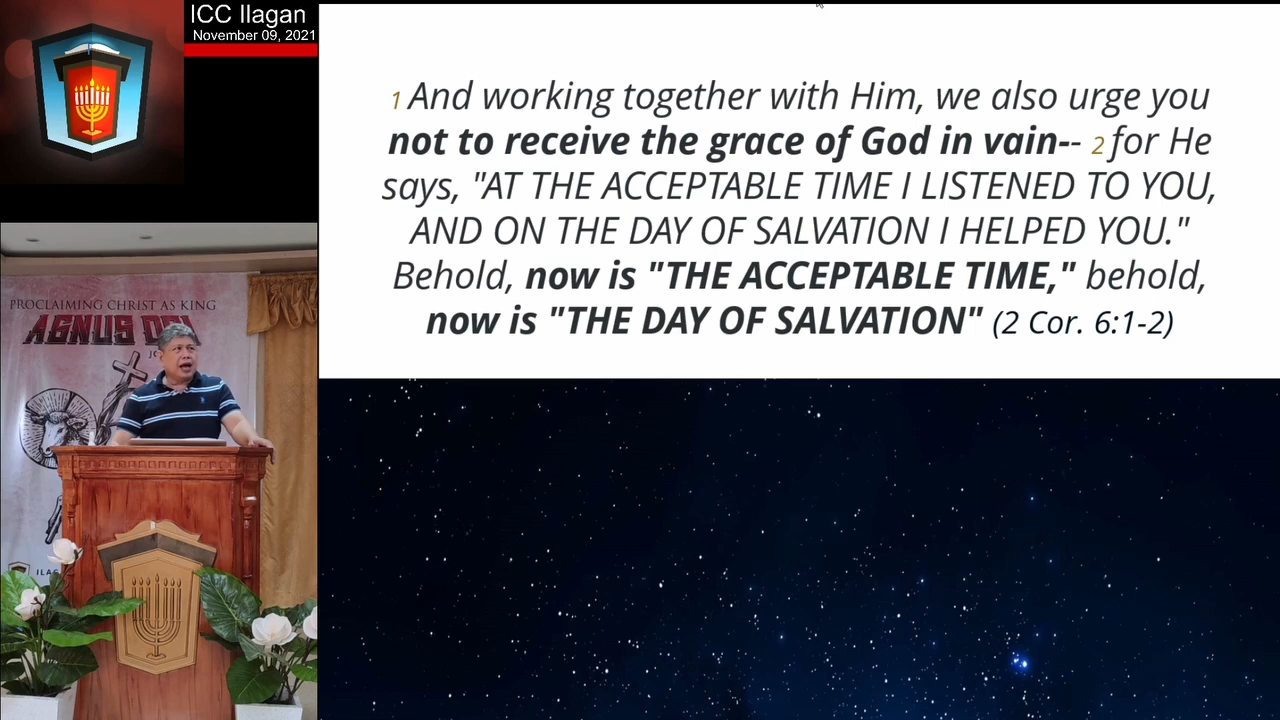 ICC Ilagan
November 09, 2021
1 And working together with Him, we also urge you
not to receive the grace of God in vain-- 2 for He
says, "AT THE ACCEPTABLE TIME I LISTENED TO YOU,
AND ON THE DAY OF SALVATION I HELPED YOU."
Behold, now is "THE ACCEPTABLE TIME," behold,
now is "THE DAY OF SALVATION" (2 Cor. 6:1-2)
PROCLAIMING CHRIST AS KING
AGNUS DEI